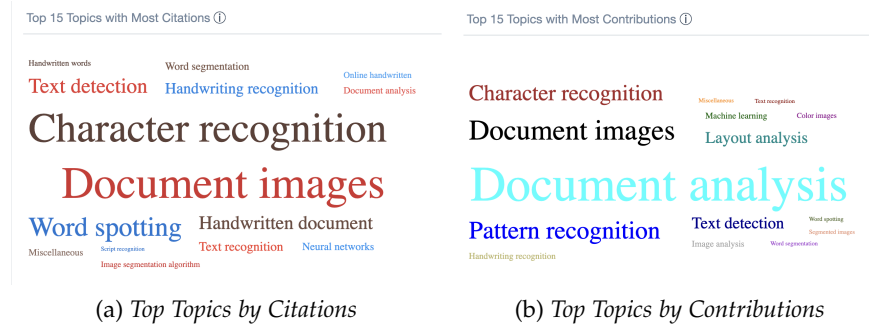 Top 15 Topics with Most Citations ⓘ
Handwritten words
Word segmentation
Online handwritten
Text detection
Handwriting recognition
Document analysis
Character recognition
Document images
Word spotting
Handwritten document
Miscellaneous
Script recognition
Text recognition
Neural networks
Image segmentation algorithm
(a) Top Topics by Citations
Top 15 Topics with Most Contributions ⓘ
Character recognition
Miscellaneous
Text recognition
Machine learning
Color images
Document images
Layout analysis
Document analysis
Pattern recognition
Text detection
Word spotting
Segmented images
Image analysis
Word segmentation
Handwriting recognition
(b) Top Topics by Contributions